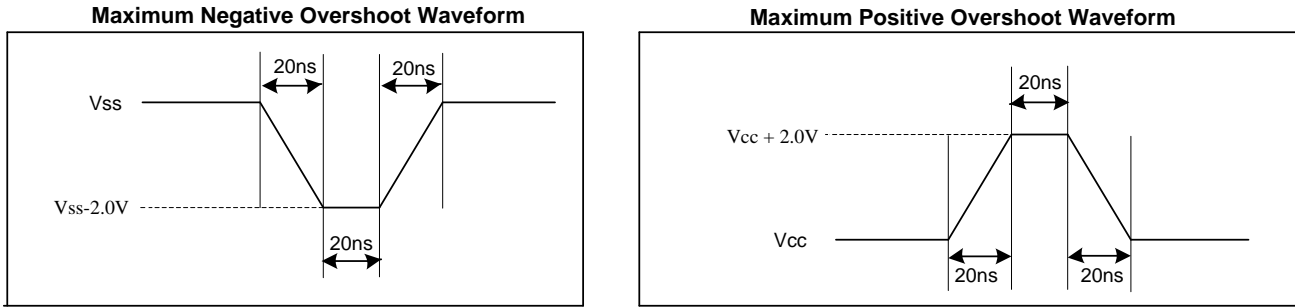 Maximum Negative Overshoot Waveform
20ns
20ns
Vss
Vss-2.0V
20ns
Maximum Positive Overshoot Waveform
20ns
Vcc + 2.0V
Vcc
20ns
20ns